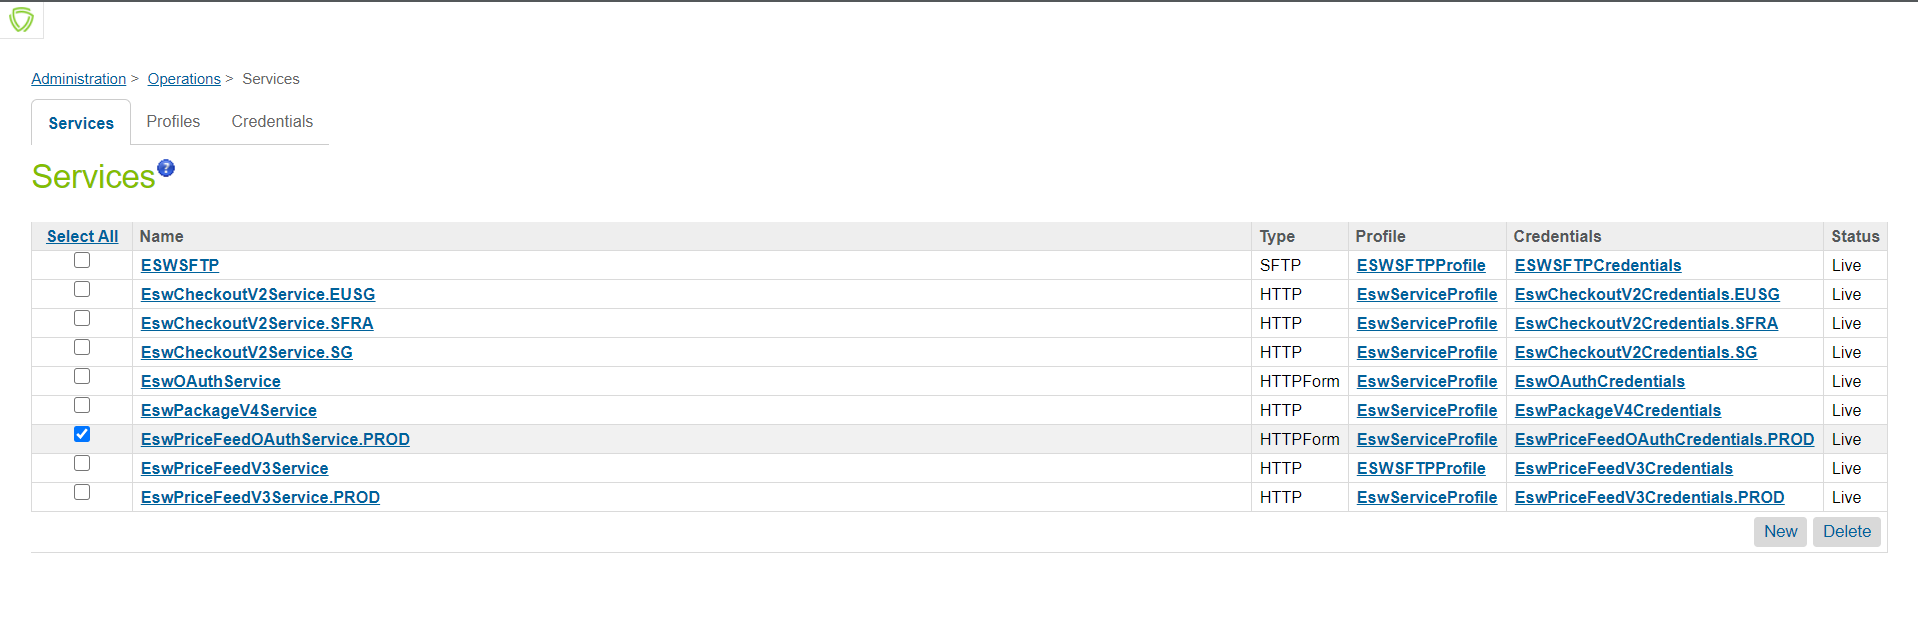 Administration > Operations > Services
Services Profiles Credentials
Services ?
Select All Name Type Profile Credentials Status
ESWSFTP SFTP ESWSFTPProfile ESWSFTPCredentials Live
EswCheckoutV2Service.EUSG HTTP EswServiceProfile EswCheckoutV2Credentials.EUSG Live
EswCheckoutV2Service.SFRA HTTP EswServiceProfile EswCheckoutV2Credentials.SFRA Live
EswCheckoutV2Service.SG HTTP EswServiceProfile EswCheckoutV2Credentials.SG Live
EswOAuthService HTTPForm EswServiceProfile EswOAuthCredentials Live
EswPackageV4Service HTTP EswServiceProfile EswPackageV4Credentials Live
EswPriceFeedOAuthService.PROD HTTPForm EswServiceProfile EswPriceFeedOAuthCredentials.PROD Live
EswPriceFeedV3Service HTTP ESWSFTPProfile EswPriceFeedV3Credentials Live
EswPriceFeedV3Service.PROD HTTP EswServiceProfile EswPriceFeedV3Credentials.PROD Live
New Delete